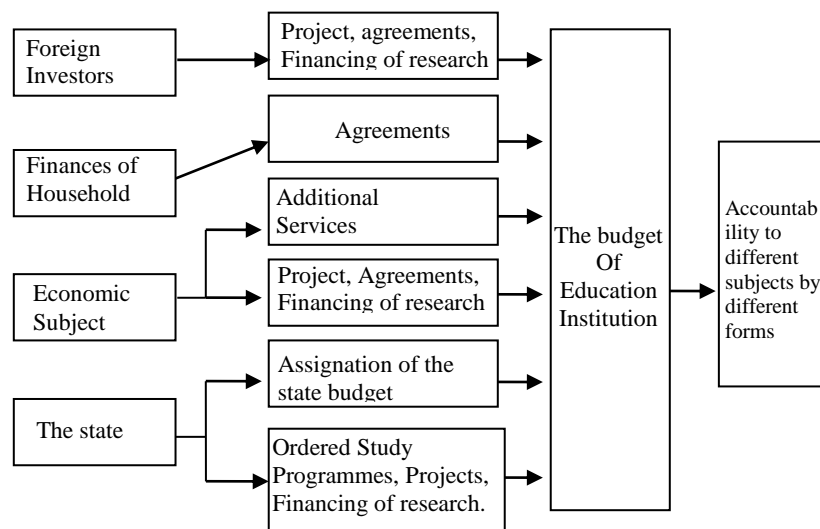 Foreign
Investors
Project, agreements,
Financing of research
Finances of
Household
Agreements
Additional
Services
Economic
Subject
Project, Agreements,
Financing of research
The state
Assignation of the
state budget
Ordered Study
Programmes, Projects,
Financing of research.
The budget
Of
Education
Institution
Accountab
ility to
different
subjects by
different
forms